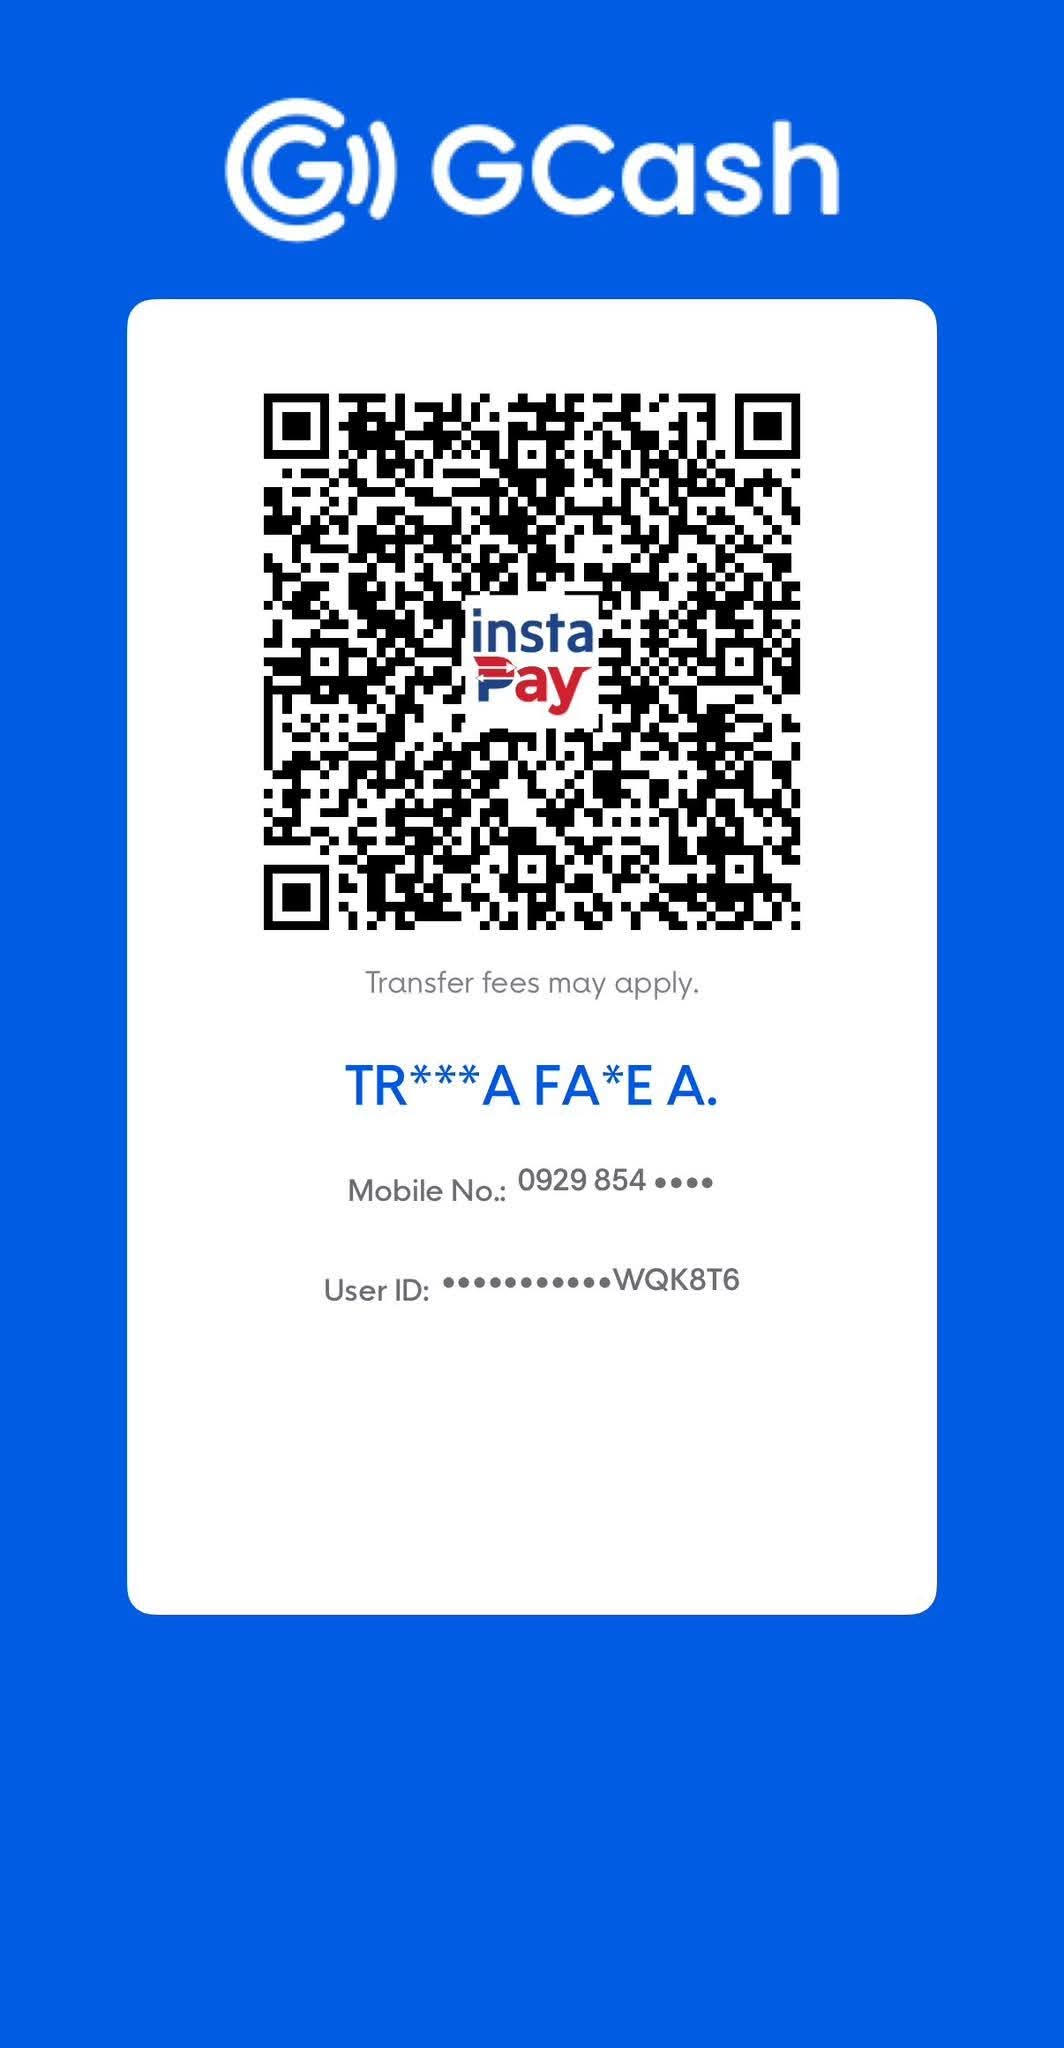 GCash
insta
Pay
Transfer fees may apply.
TR***A FA*E A.
Mobile No.: 0929 854 ••••
User ID: •••••••••••WQK8T6